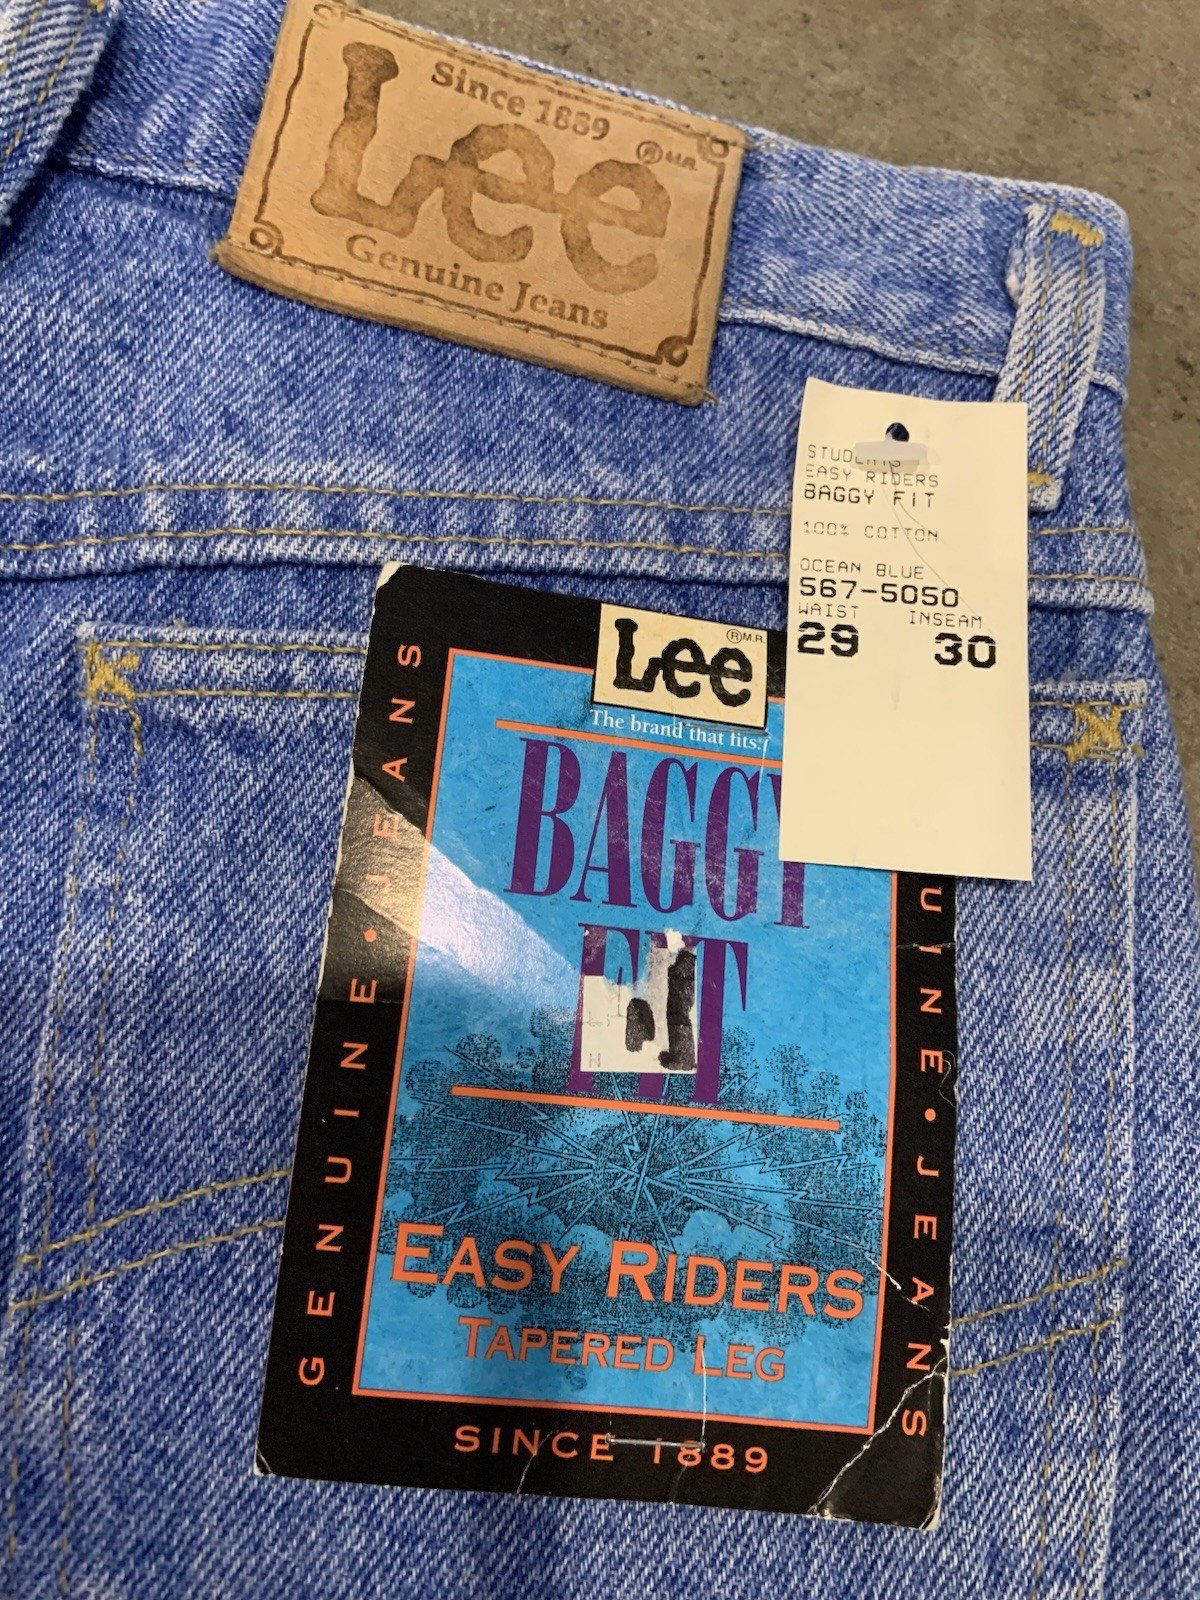 Since 1889
Lee
® M.R.
Genuine Jeans
STUDENTS
EASY RIDERS
BAGGY FIT
100% COTTON
OCEAN BLUE
567-5050
WAIST INSEAM
29 30
Lee
® M.R.
The brand that fits.
BAGGY
FIT
EASY RIDERS
TAPERED LEG
SINCE 1889
GENUINE • JEANS
UINE • JEANS